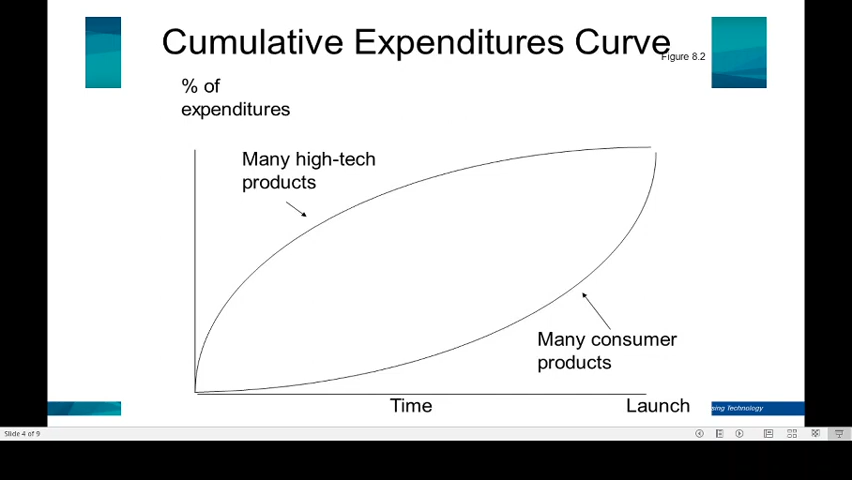 Cumulative Expenditures Curve
Figure 8.2
% of
expenditures
Many high-tech
products
Many consumer
products
Time
Launch
Technology
Slide 4 of 9